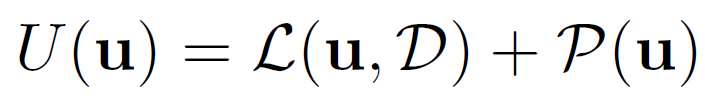 U(𝐮) = ℒ(𝐮, 𝒟) + 𝒫(𝐮)